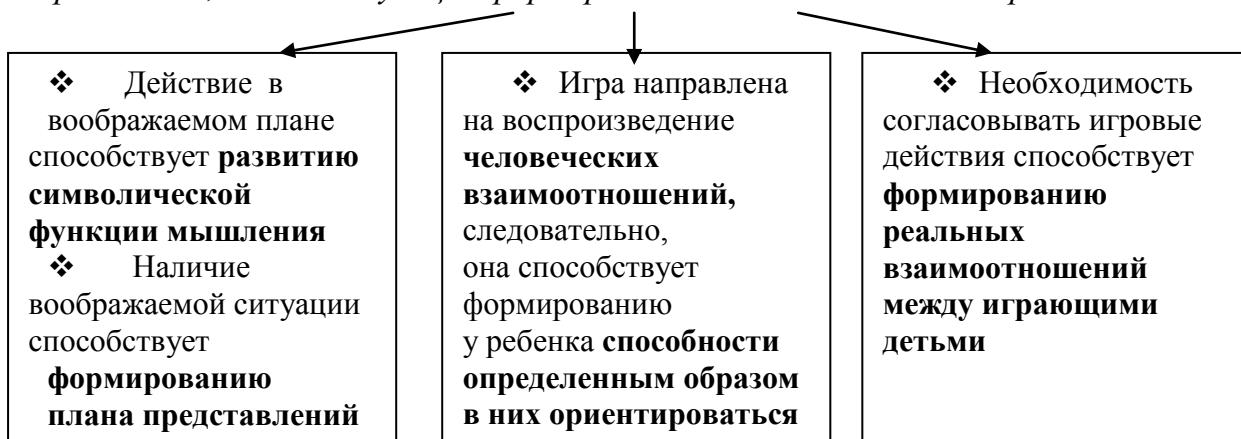 ❖ Действие в
воображаемом плане
способствует развитию
символической
функции мышления
❖ Наличие
воображаемой ситуации
способствует
формированию
плана представлений
❖ Игра направлена
на воспроизведение
человеческих
взаимоотношений,
следовательно,
она способствует
формированию
у ребенка способности
определенным образом
в них ориентироваться
❖ Необходимость
согласовывать игровые
действия способствует
формированию
реальных
взаимоотношений
между играющими
детьми